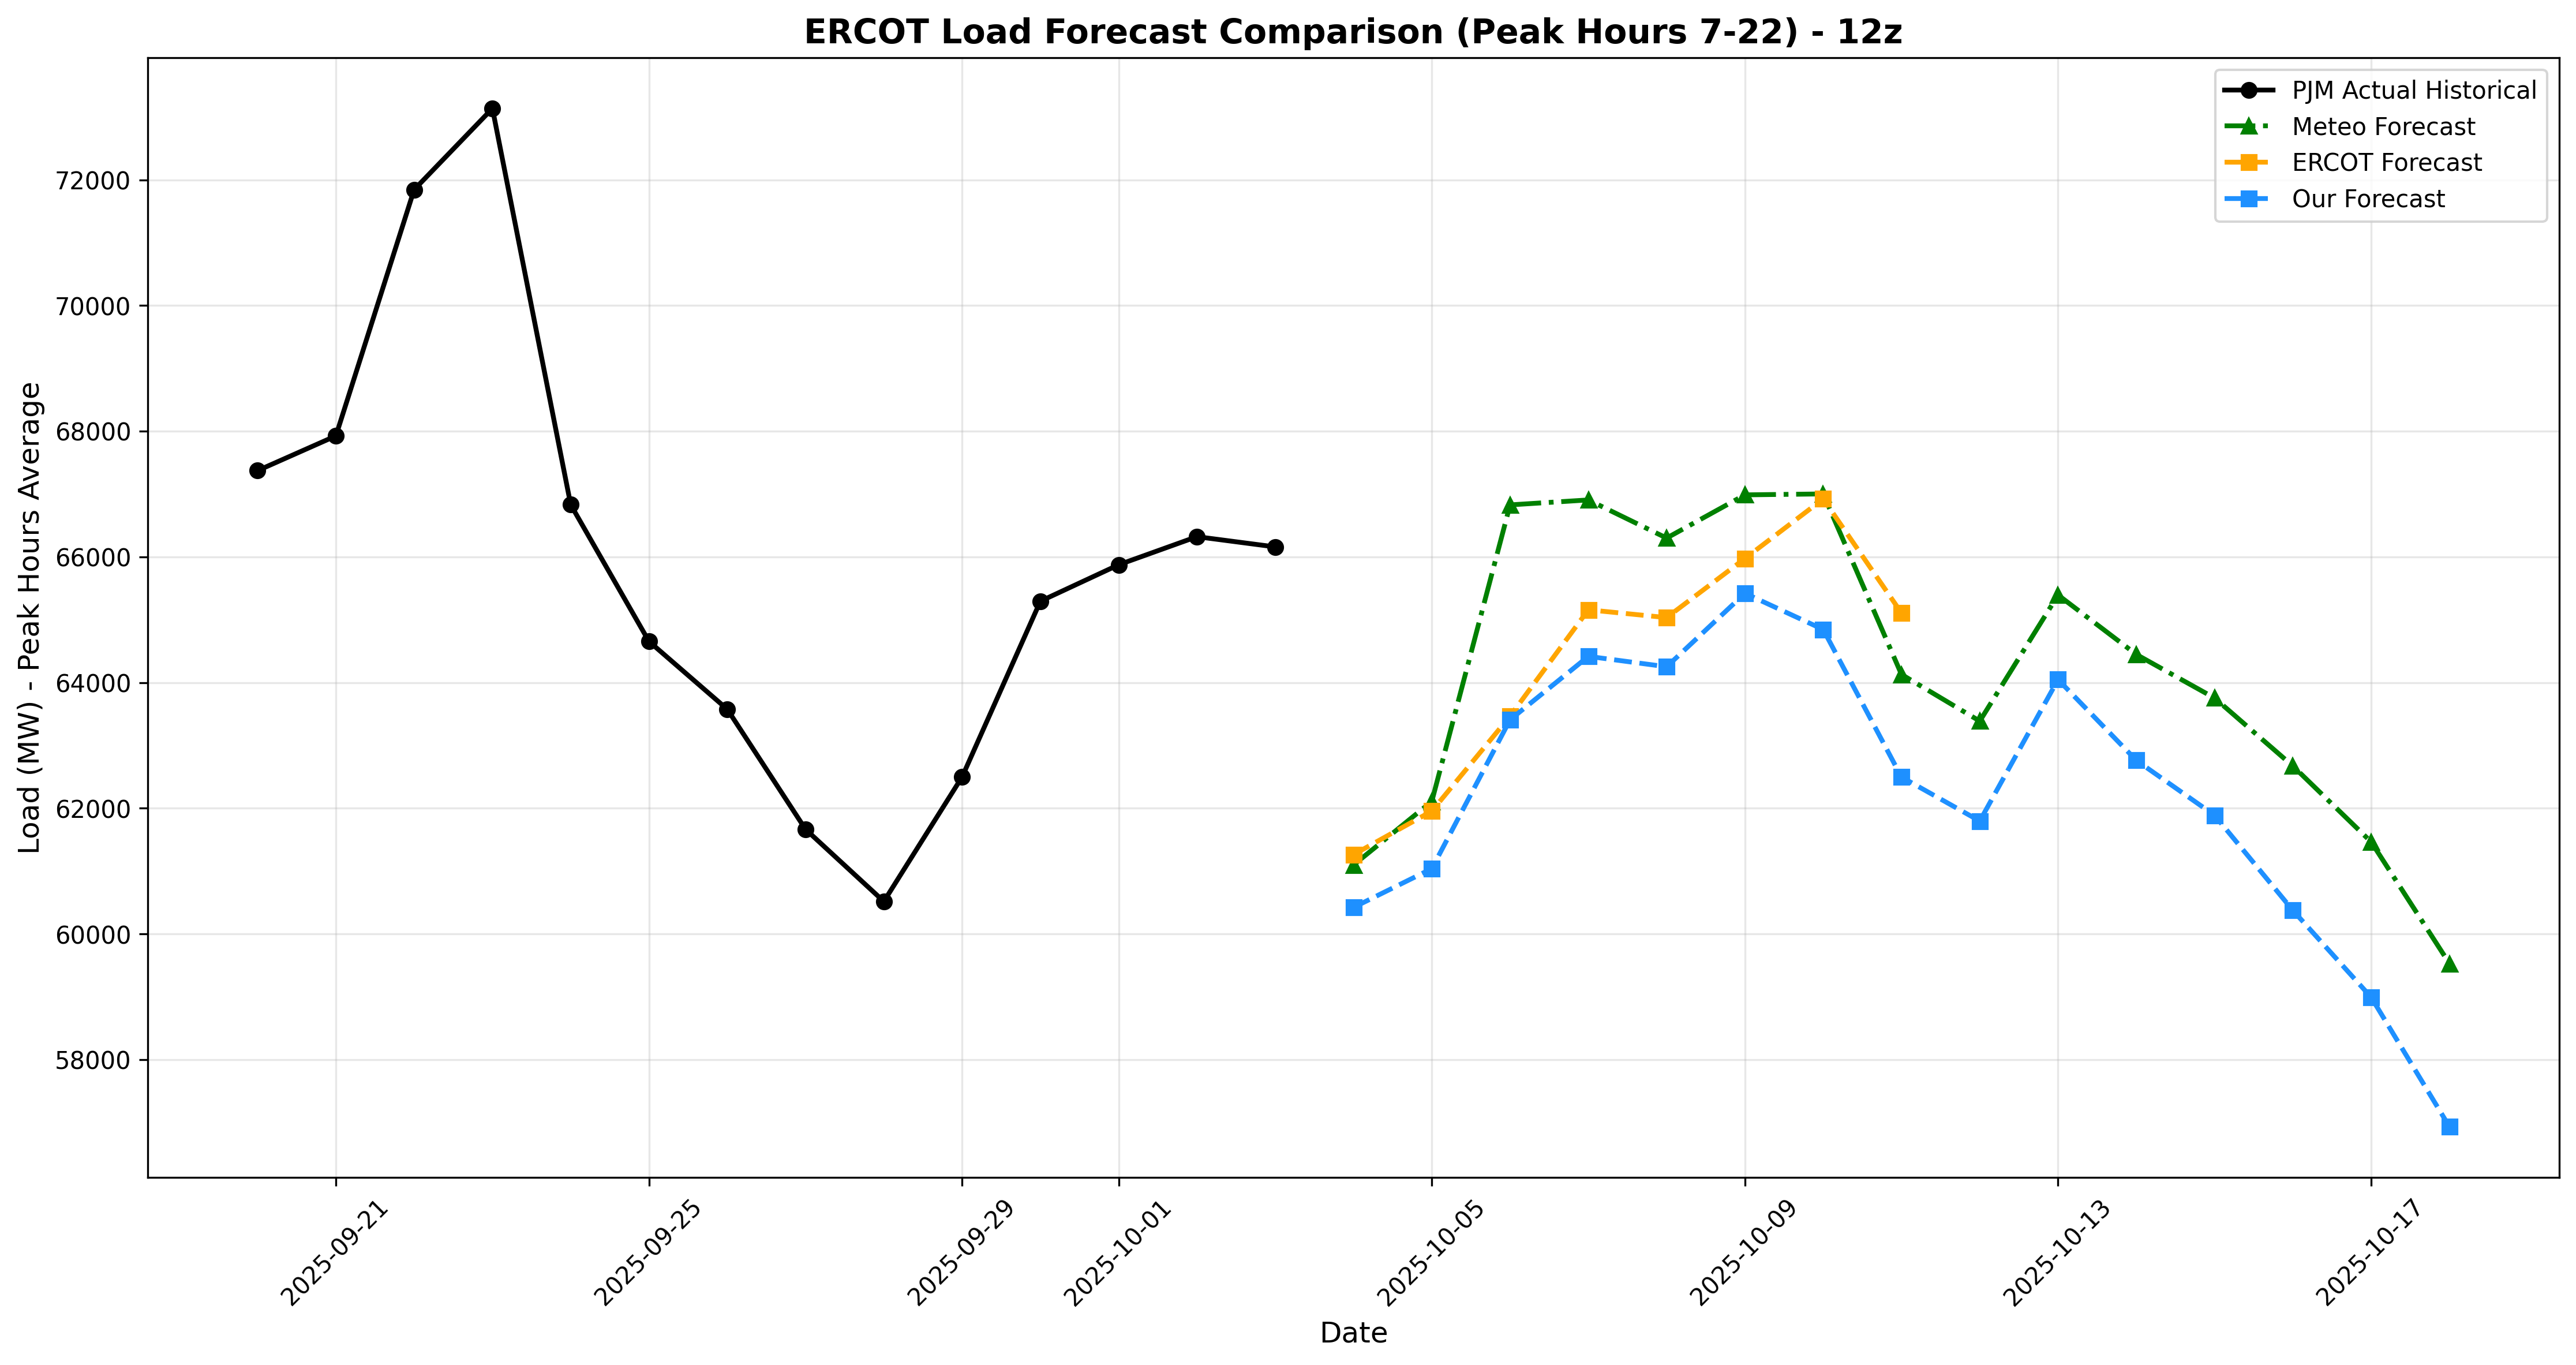 ERCOT Load Forecast Comparison (Peak Hours 7-22) - 12z
PJM Actual Historical
Meteo Forecast
ERCOT Forecast
Our Forecast
Load (MW) - Peak Hours Average
72000
70000
68000
66000
64000
62000
60000
58000
2025-09-21
2025-09-25
2025-09-29
2025-10-01
2025-10-05
2025-10-09
2025-10-13
2025-10-17
Date